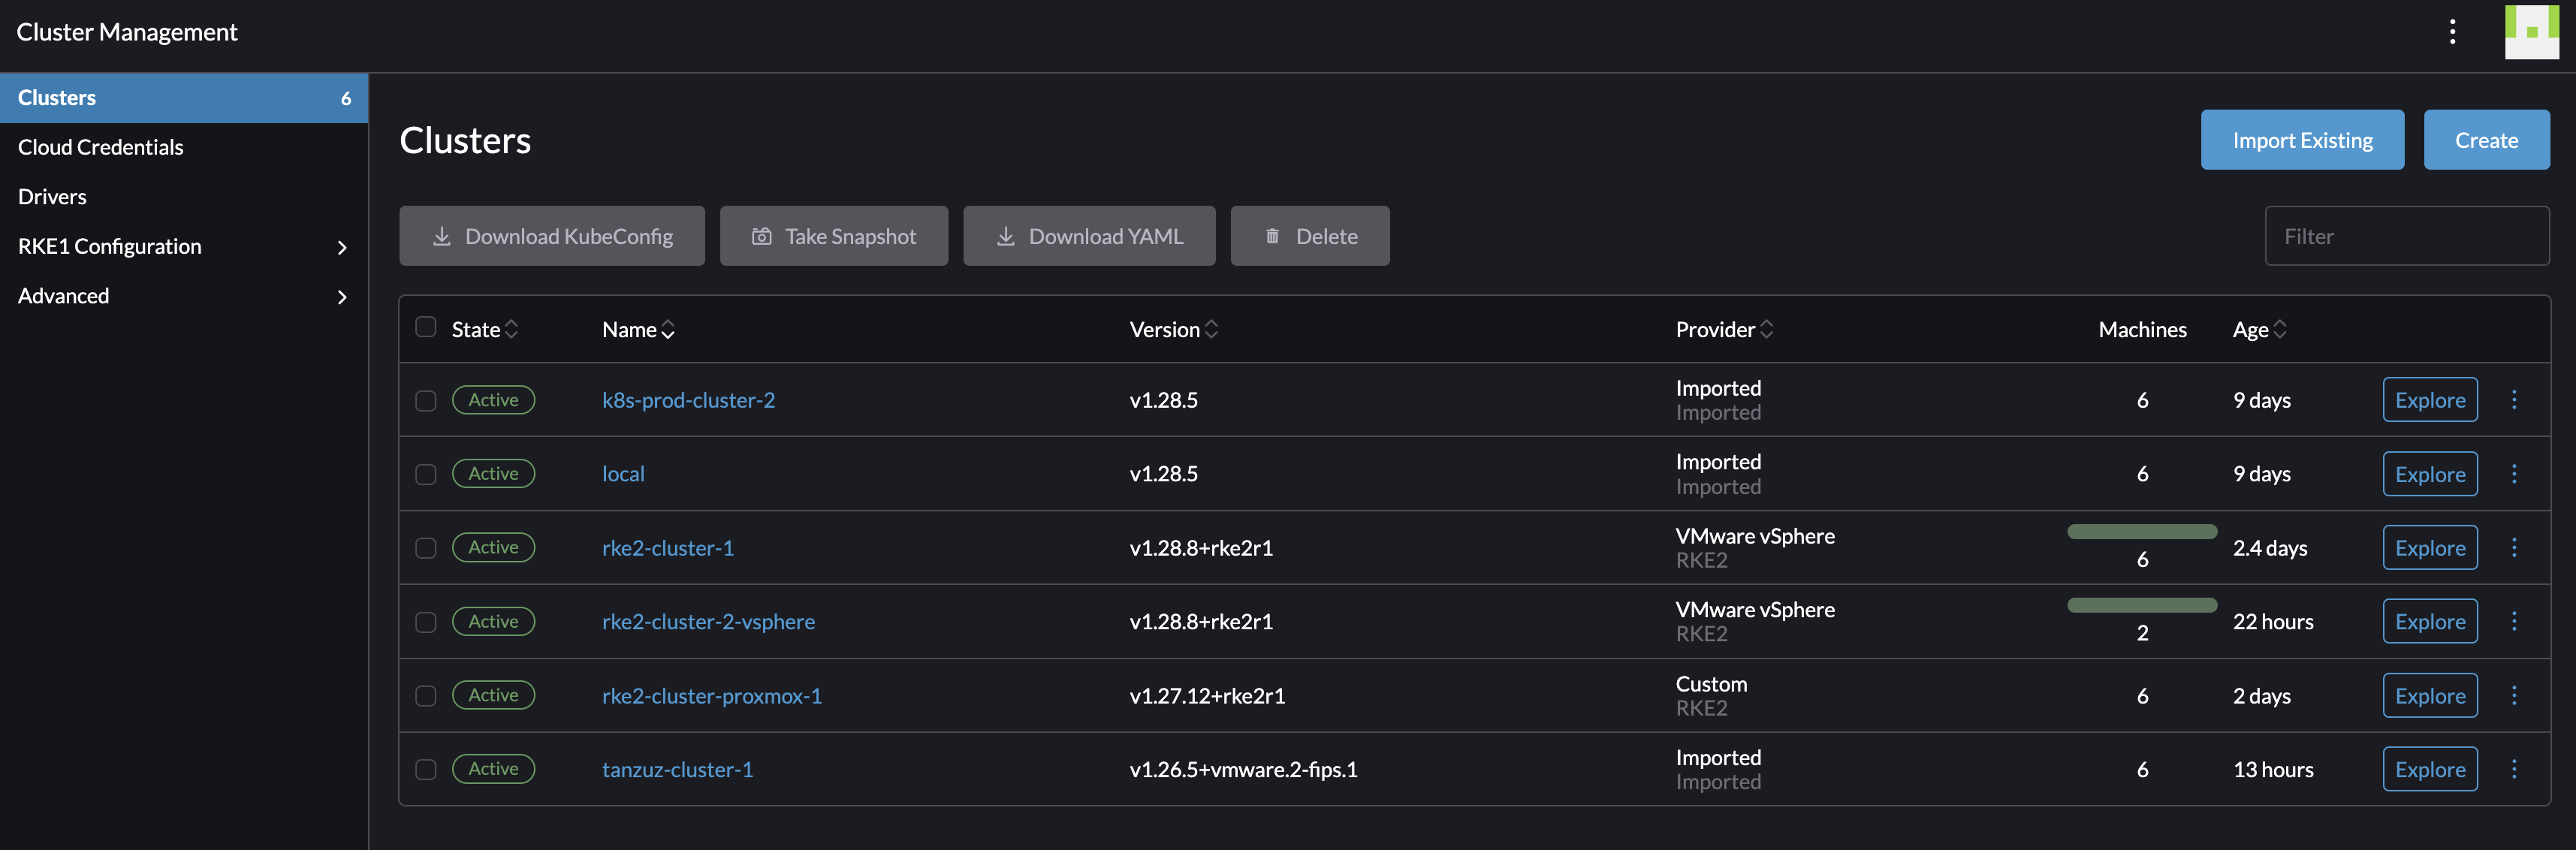 Cluster Management
Clusters 6
Cloud Credentials
Drivers
RKE1 Configuration
Advanced
Clusters
Import Existing Create
Download KubeConfig Take Snapshot Download YAML Delete Filter
State Name Version Provider Machines Age
Active k8s-prod-cluster-2 v1.28.5 Imported 6 9 days Explore
Imported
Active local v1.28.5 Imported 6 9 days Explore
Imported
Active rke2-cluster-1 v1.28.8+rke2r1 VMware vSphere 6 2.4 days Explore
RKE2
Active rke2-cluster-2-vsphere v1.28.8+rke2r1 VMware vSphere 2 22 hours Explore
RKE2
Active rke2-cluster-proxmox-1 v1.27.12+rke2r1 Custom 6 2 days Explore
RKE2
Active tanzuz-cluster-1 v1.26.5+vmware.2-fips.1 Imported 6 13 hours Explore
Imported